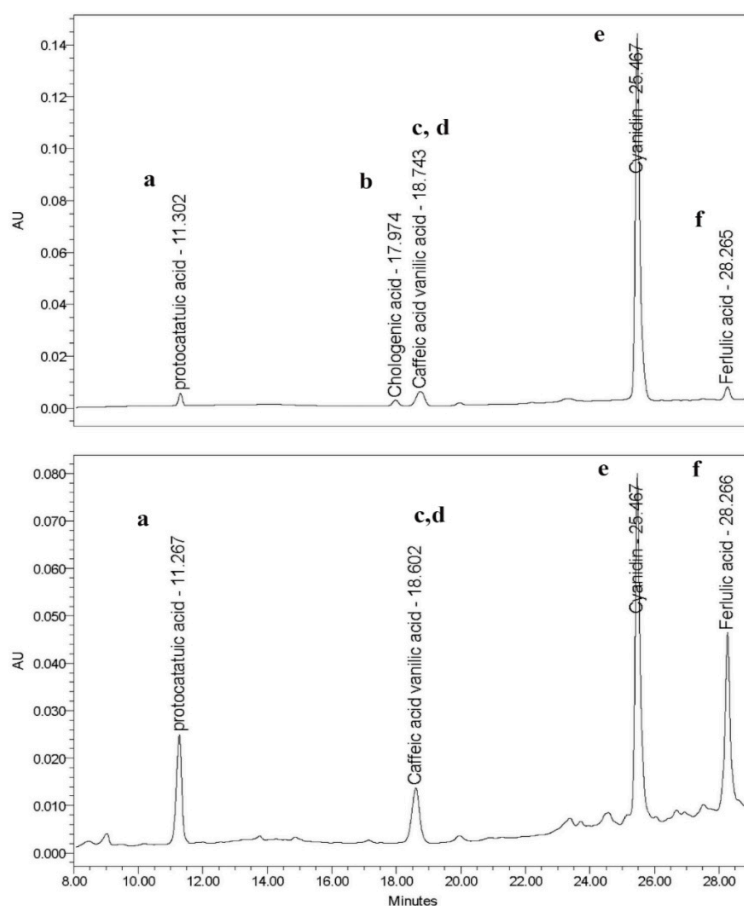 0.14
0.12
0.10
0.08
0.06
0.04
0.02
0.00
AU
a
protocatatuic acid - 11.302
b
Chologenic acid - 17.974
c, d
Caffeic acid vanilic acid - 18.743
e
Cyanidin - 25.467
f
Ferlulic acid - 28.265
0.080
0.070
0.060
0.050
0.040
0.030
0.020
0.010
0.000
AU
a
protocatatuic acid - 11.267
c,d
Caffeic acid vanilic acid - 18.602
e
Cyanidin - 25.467
f
Ferlulic acid - 28.266
8.00 10.00 12.00 14.00 16.00 18.00 20.00 22.00 24.00 26.00 28.00
Minutes